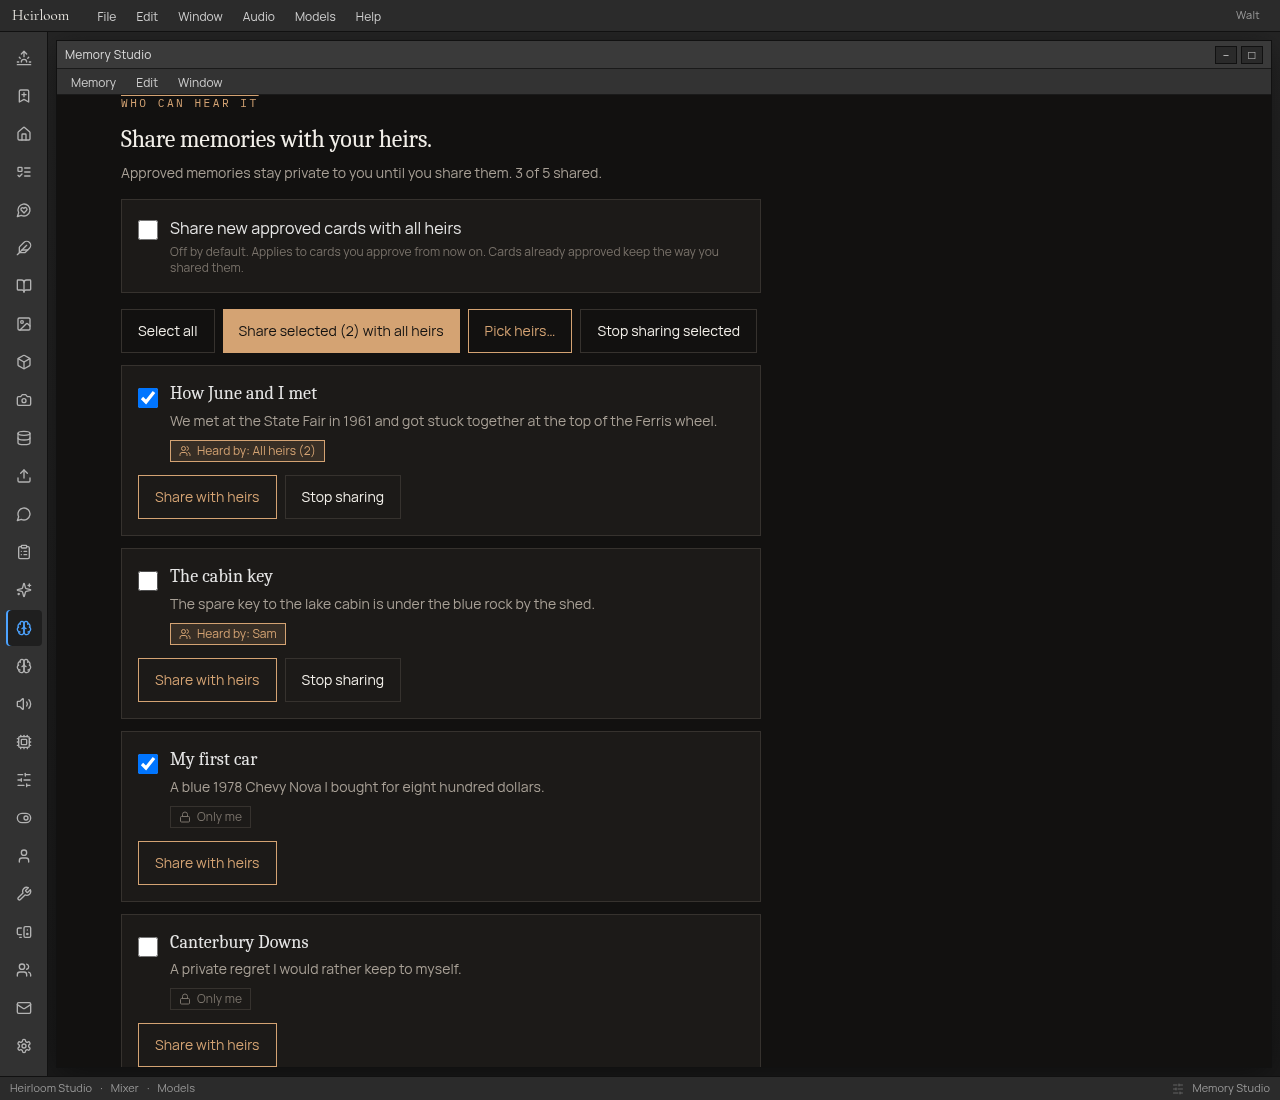 Heirloom File Edit Window Audio Models Help Walt
Memory Studio
Memory Edit Window
WHO CAN HEAR IT
Share memories with your heirs.
Approved memories stay private to you until you share them. 3 of 5 shared.
Share new approved cards with all heirs
Off by default. Applies to cards you approve from now on. Cards already approved keep the way you
shared them.
Select all Share selected (2) with all heirs Pick heirs… Stop sharing selected
How June and I met
We met at the State Fair in 1961 and got stuck together at the top of the Ferris wheel.
Heard by: All heirs (2)
Share with heirs Stop sharing
The cabin key
The spare key to the lake cabin is under the blue rock by the shed.
Heard by: Sam
Share with heirs Stop sharing
My first car
A blue 1978 Chevy Nova I bought for eight hundred dollars.
Only me
Share with heirs
Canterbury Downs
A private regret I would rather keep to myself.
Only me
Share with heirs
Heirloom Studio · Mixer · Models Memory Studio